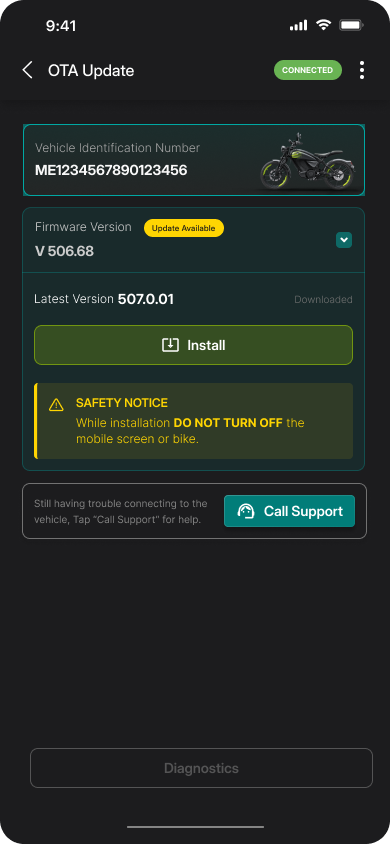 9:41
OTA Update
CONNECTED
Vehicle Identification Number
ME1234567890123456
Firmware Version
Update Available
V 506.68
Latest Version 507.0.01
Downloaded
Install
SAFETY NOTICE
While installation DO NOT TURN OFF the
mobile screen or bike.
Still having trouble connecting to the
vehicle, Tap "Call Support" for help.
Call Support
Diagnostics